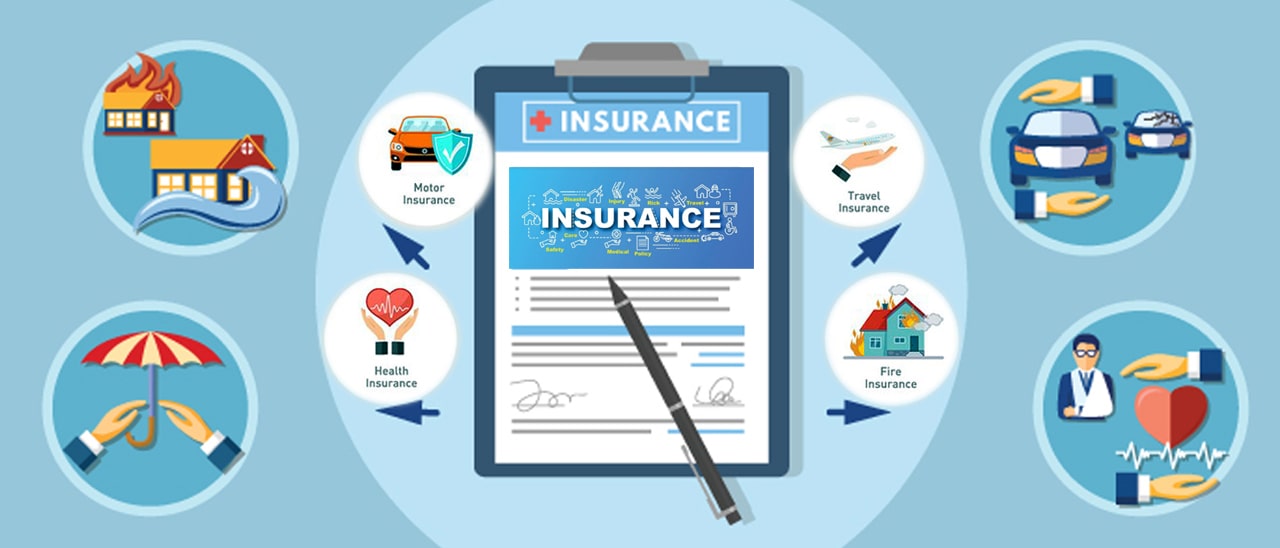 INSURANCE
Motor
Insurance
Travel
Insurance
Disaster
Injury
Risk
Travel
INSURANCE
Care
Safety
Medical
Policy
Accident
Health
Insurance
Fire
Insurance